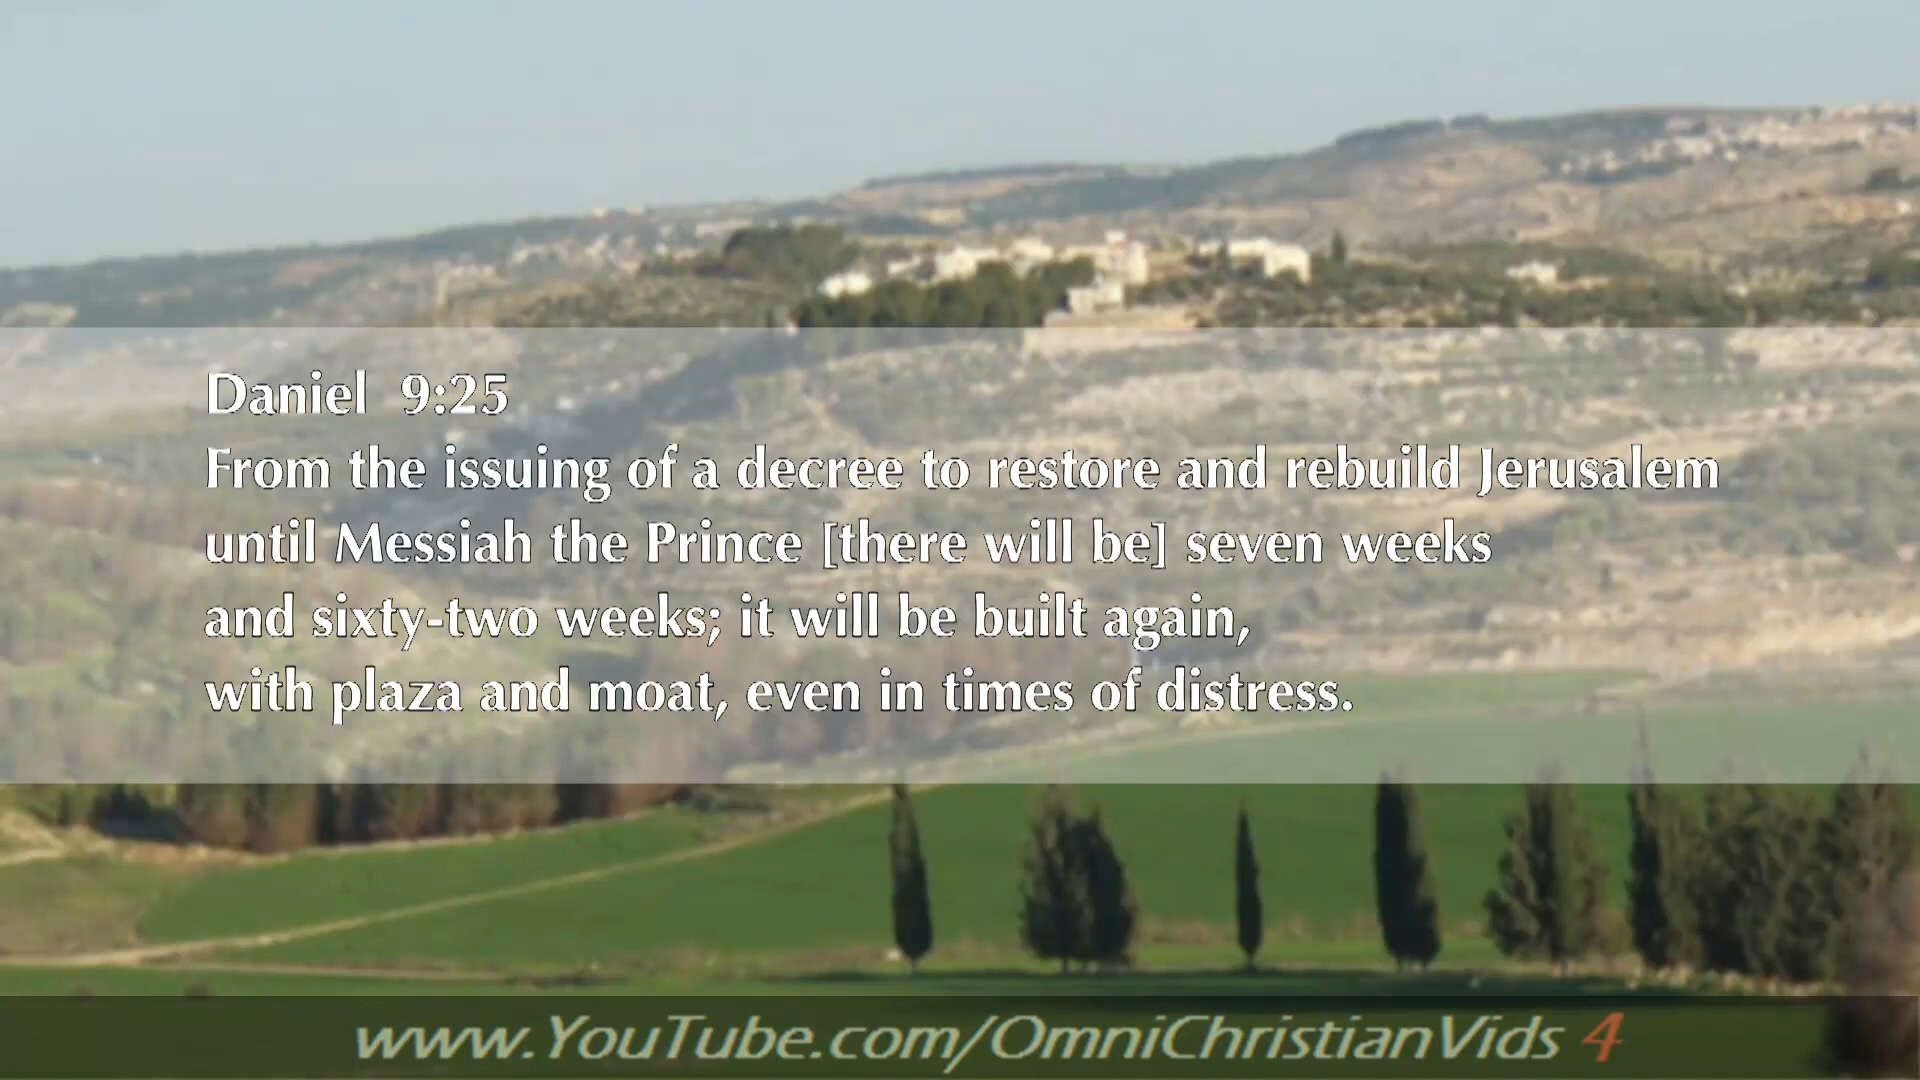 Daniel 9:25
From the issuing of a decree to restore and rebuild Jerusalem
until Messiah the Prince [there will be] seven weeks
and sixty-two weeks; it will be built again,
with plaza and moat, even in times of distress.
www.YouTube.com/OmniChristianVids 4